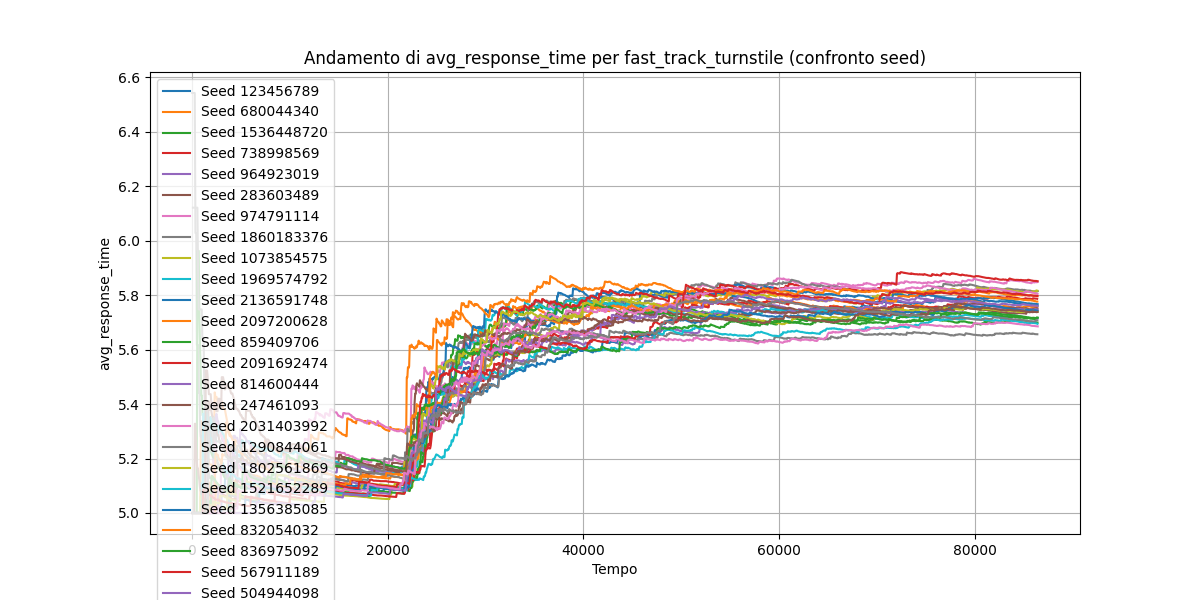 Andamento di avg_response_time per fast_track_turnstile (confronto seed)
6.6
6.4
6.2
6.0
5.8
5.6
5.4
5.2
5.0
avg_response_time
Seed 123456789
Seed 680044340
Seed 1536448720
Seed 738998569
Seed 964923019
Seed 283603489
Seed 974791114
Seed 1860183376
Seed 1073854575
Seed 1969574792
Seed 2136591748
Seed 2097200628
Seed 859409706
Seed 2091692474
Seed 814600444
Seed 247461093
Seed 2031403992
Seed 1290844061
Seed 1802561869
Seed 1521652289
Seed 1356385085
Seed 832054032
Seed 836975092
Seed 567911189
Seed 504944098
0
20000
40000
60000
80000
Tempo